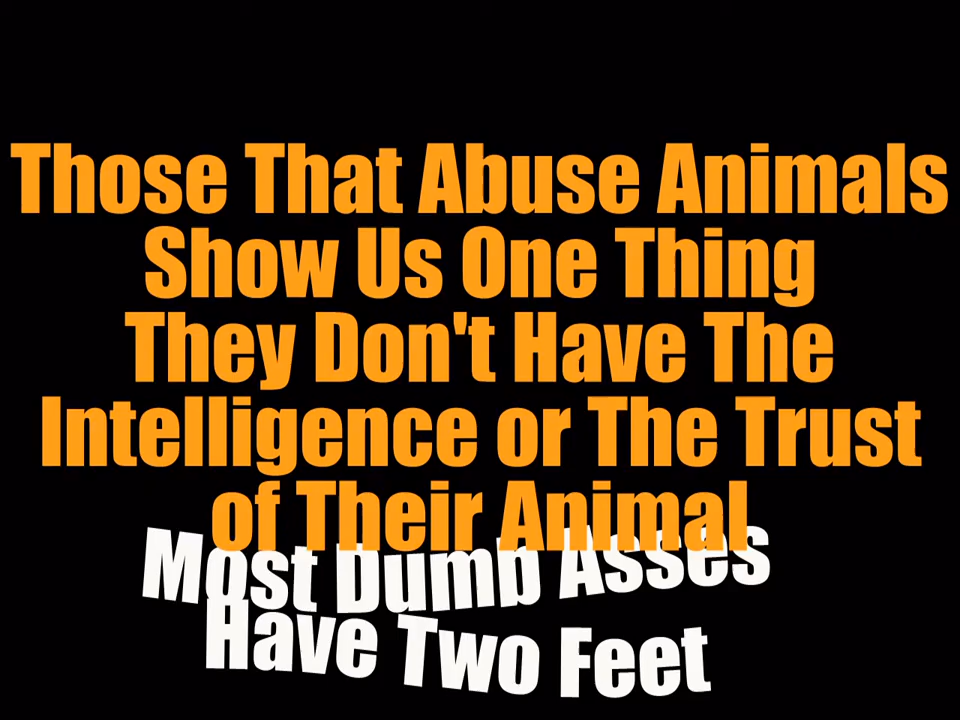 Those That Abuse Animals
Show Us One Thing
They Don't Have The
Intelligence or The Trust
of Their Animal
Most Dumb Asses
Have Two Feet